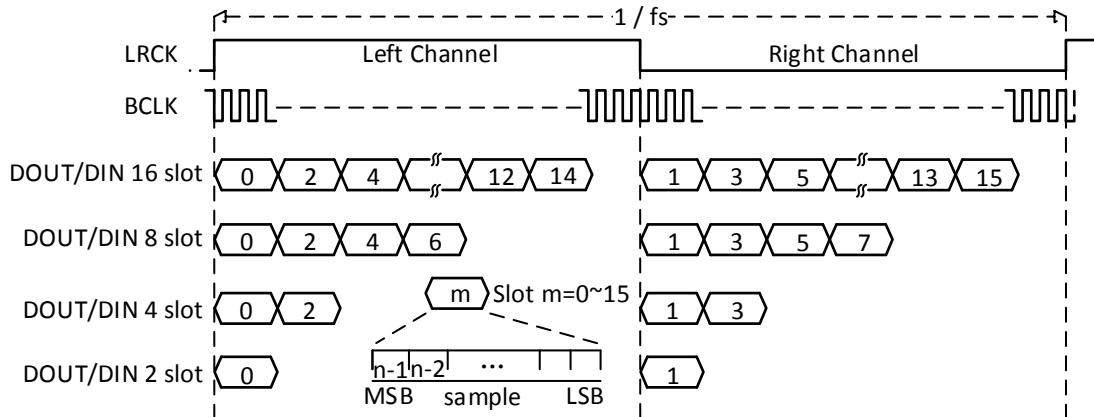 1 / fs
LRCK Left Channel Right Channel
BCLK
DOUT/DIN 16 slot 0 2 4 12 14 1 3 5 13 15
DOUT/DIN 8 slot 0 2 4 6 1 3 5 7
m Slot m=0~15
DOUT/DIN 4 slot 0 2 1 3
n-1 n-2 ...
DOUT/DIN 2 slot 0 1
MSB sample LSB